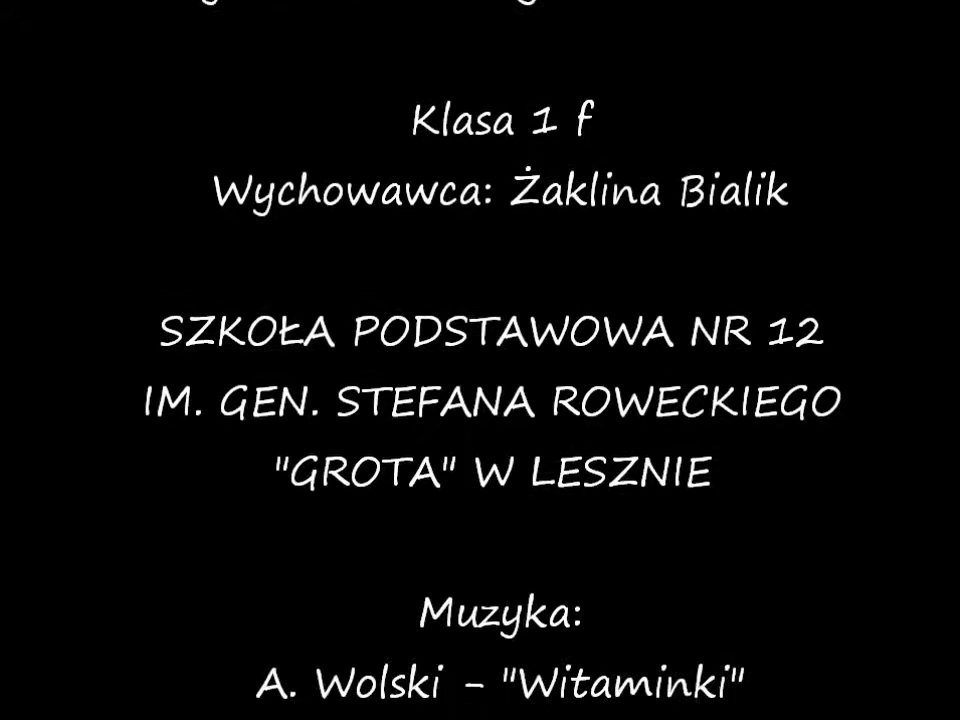 Klasa 1 f
Wychowawca: Żaklina Bialik
SZKOŁA PODSTAWOWA NR 12
IM. GEN. STEFANA ROWECKIEGO
"GROTA" W LESZNIE
Muzyka:
A. Wolski - "Witaminki"